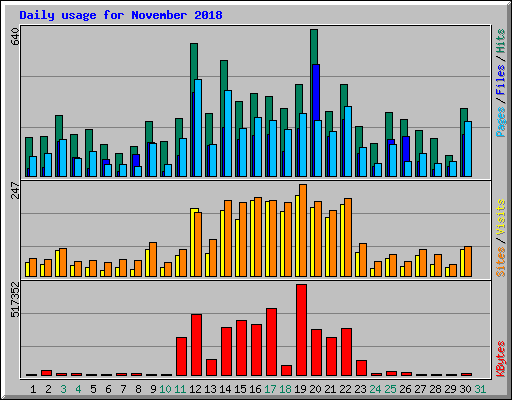 Daily usage for November 2018
640
Pages / Files / Hits
247
Sites / Visits
517352
KBytes
1 2 3 4 5 6 7 8 9 10 11 12 13 14 15 16 17 18 19 20 21 22 23 24 25 26 27 28 29 30 31